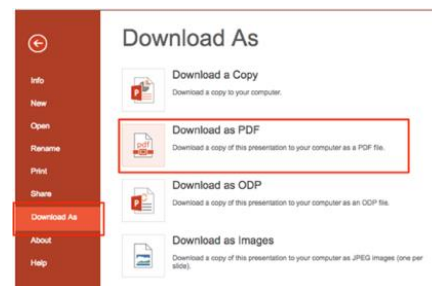 Download As
Info
New
Open
Rename
Print
Share
Download As
About
Help
Download a Copy
Download a copy to your computer.
Download as PDF
Download a copy of this presentation to your computer as a PDF file.
Download as ODP
Download a copy of this presentation to your computer as an ODP file.
Download as Images
Download a copy of this presentation to your computer as JPEG images (one per
slide).